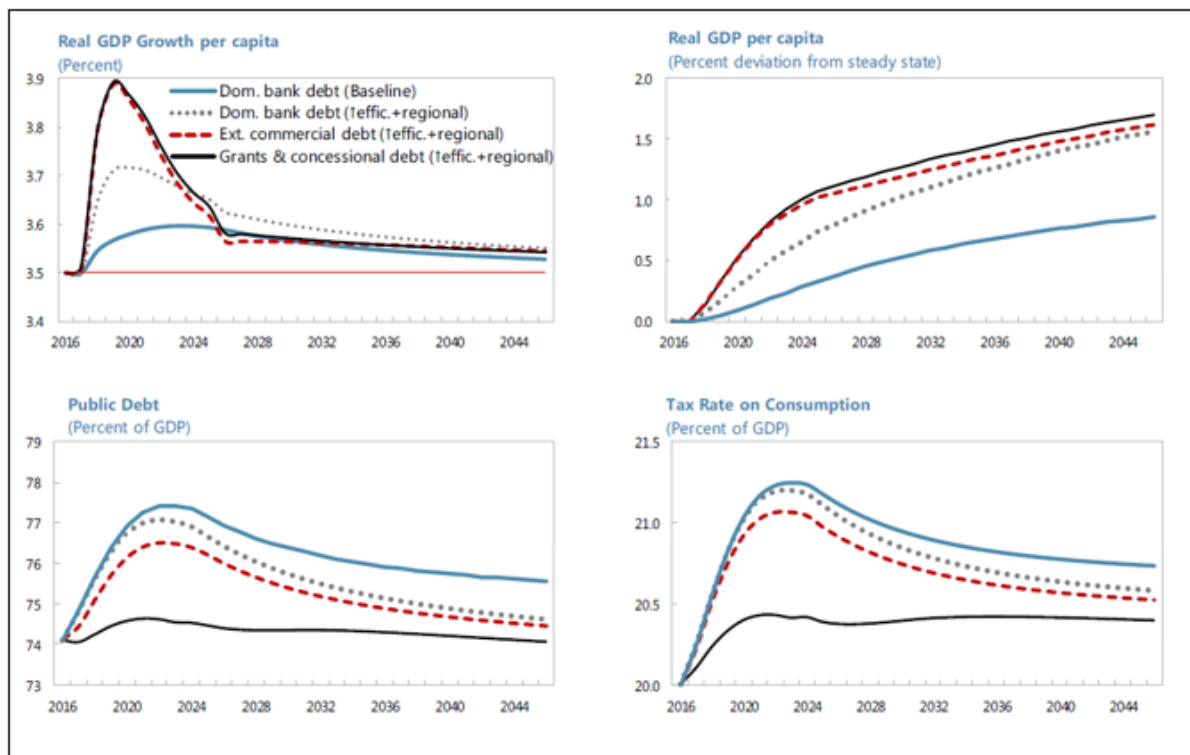 Real GDP Growth per capita
(Percent)
3.9
3.8
3.7
3.6
3.5
3.4
Dom. bank debt (Baseline)
Dom. bank debt (↑effic.+regional)
Ext. commercial debt (↑effic.+regional)
Grants & concessional debt (↑effic.+regional)
2016 2020 2024 2028 2032 2036 2040 2044
Real GDP per capita
(Percent deviation from steady state)
2.0
1.5
1.0
0.5
0.0
2016 2020 2024 2028 2032 2036 2040 2044
Public Debt
(Percent of GDP)
79
78
77
76
75
74
73
2016 2020 2024 2028 2032 2036 2040 2044
Tax Rate on Consumption
(Percent of GDP)
21.5
21.0
20.5
20.0
2016 2020 2024 2028 2032 2036 2040 2044